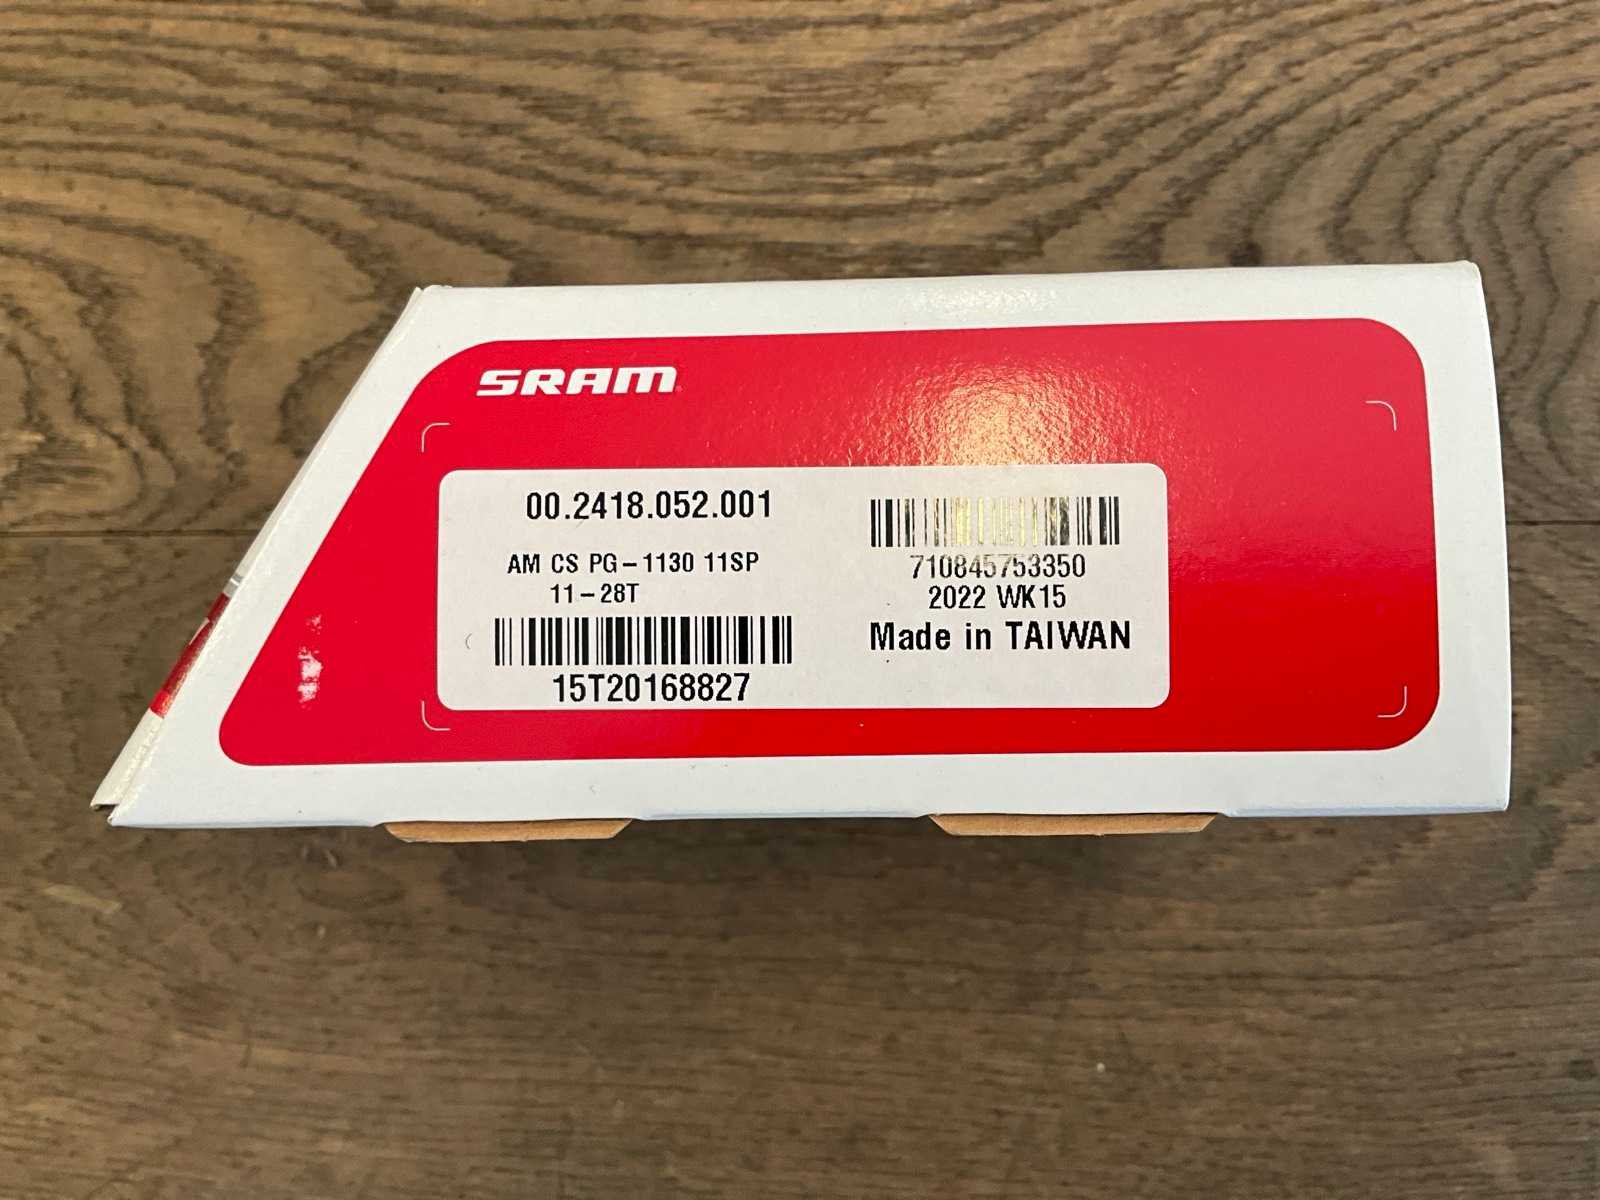 SRAM
00.2418.052.001
AM CS PG-1130 11SP
11-28T
15T20168827
710845753350
2022 WK15
Made in TAIWAN